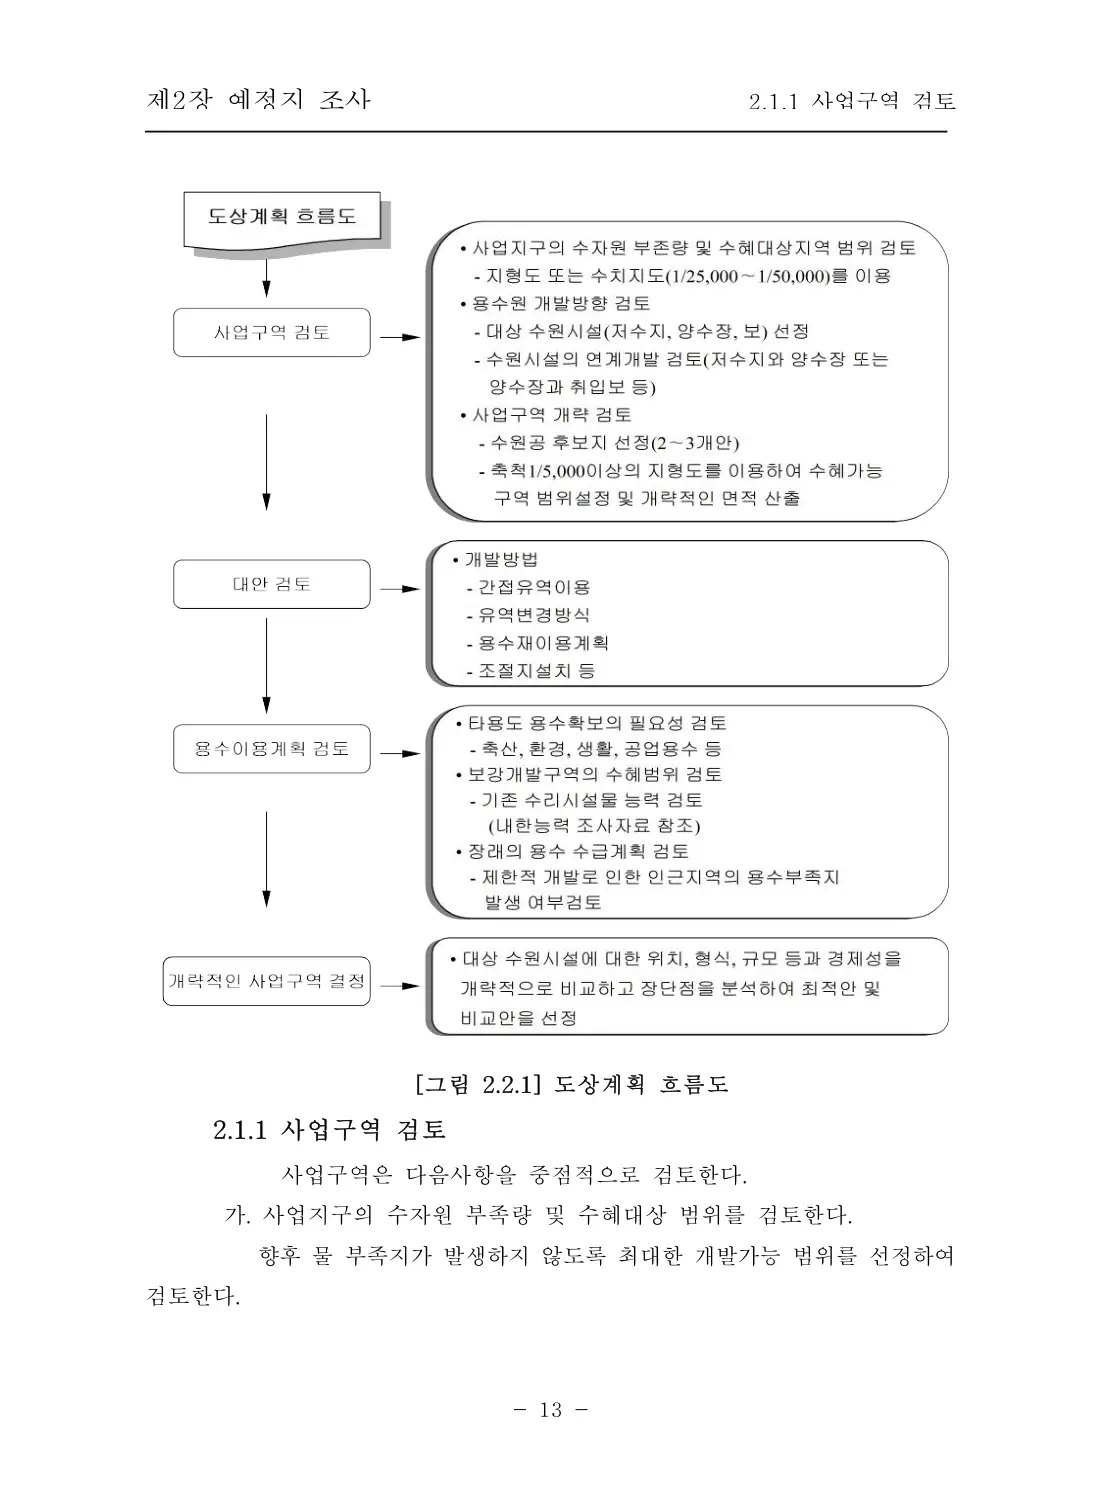 제2장 예정지 조사
2.1.1 사업구역 검토
도상계획 흐름도
사업구역 검토
• 사업지구의 수자원 부존량 및 수혜대상지역 범위 검토
- 지형도 또는 수치지도(1/25,000～1/50,000)를 이용
• 용수원 개발방향 검토
- 대상 수원시설(저수지, 양수장, 보) 선정
- 수원시설의 연계개발 검토(저수지와 양수장 또는
양수장과 취입보 등)
• 사업구역 개략 검토
- 수원공 후보지 선정(2～3개안)
- 축척1/5,000이상의 지형도를 이용하여 수혜가능
구역 범위설정 및 개략적인 면적 산출
대안 검토
• 개발방법
- 간접유역이용
- 유역변경방식
- 용수재이용계획
- 조절지설치 등
용수이용계획 검토
• 타용도 용수확보의 필요성 검토
- 축산, 환경, 생활, 공업용수 등
• 보강개발구역의 수혜범위 검토
- 기존 수리시설물 능력 검토
(내한능력 조사자료 참조)
• 장래의 용수 수급계획 검토
- 제한적 개발로 인한 인근지역의 용수부족지
발생 여부검토
개략적인 사업구역 결정
• 대상 수원시설에 대한 위치, 형식, 규모 등과 경제성을
개략적으로 비교하고 장단점을 분석하여 최적안 및
비교안을 선정
[그림 2.2.1] 도상계획 흐름도
2.1.1 사업구역 검토
사업구역은 다음사항을 중점적으로 검토한다.
가. 사업지구의 수자원 부족량 및 수혜대상 범위를 검토한다.
향후 물 부족지가 발생하지 않도록 최대한 개발가능 범위를 선정하여
검토한다.
- 13 -